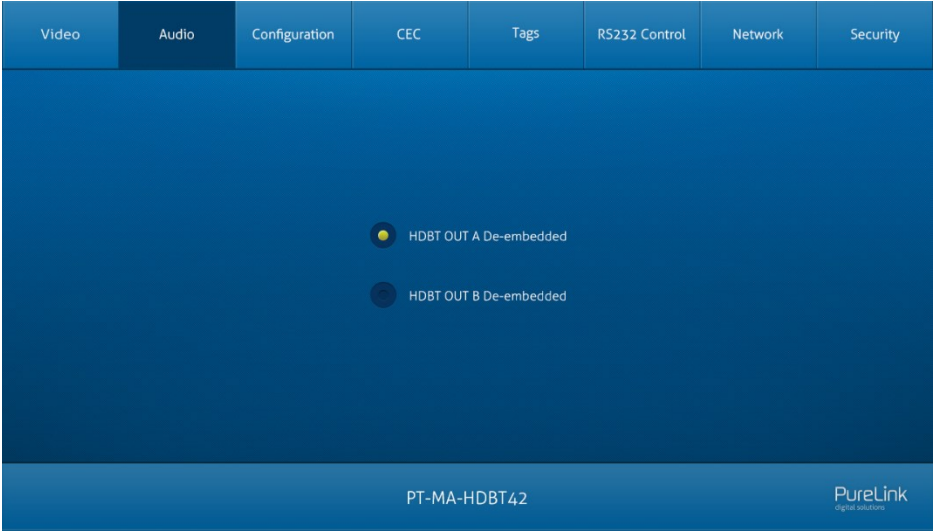 Video Audio Configuration CEC Tags RS232 Control Network Security
HDBT OUT A De-embedded
HDBT OUT B De-embedded
PT-MA-HDBT42
PureLink
digital solutions